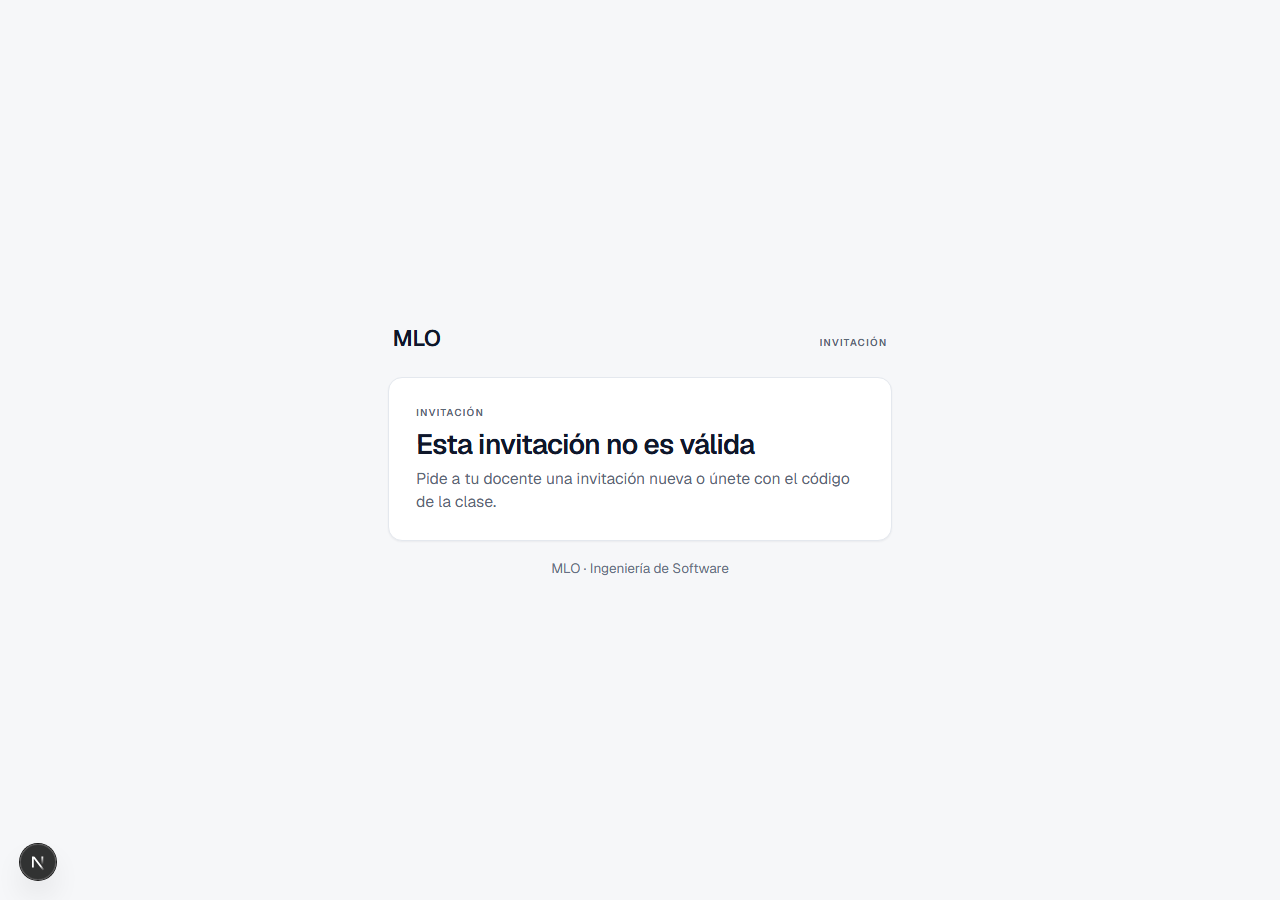 MLO
INVITACIÓN
INVITACIÓN
Esta invitación no es válida
Pide a tu docente una invitación nueva o únete con el código
de la clase.
MLO · Ingeniería de Software
N